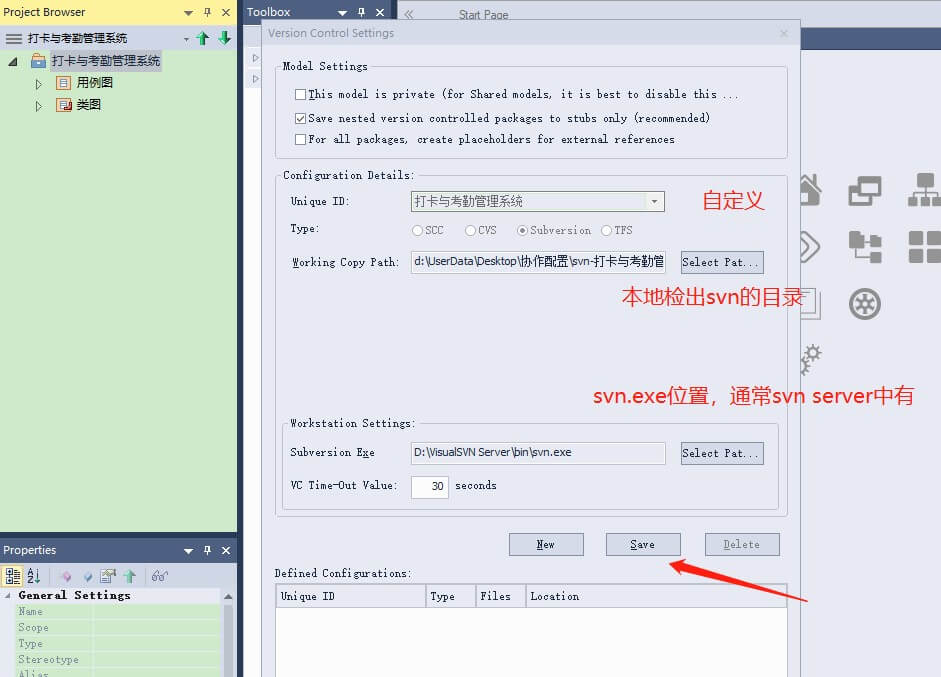 Project Browser
打卡与考勤管理系统
打卡与考勤管理系统
用例图
类图
Toolbox
Start Page
Version Control Settings
Model Settings
This model is private (for Shared models, it is best to disable this ...
Save nested version controlled packages to stubs only (recommended)
For all packages, create placeholders for external references
Configuration Details:
Unique ID: 打卡与考勤管理系统 自定义
Type: SCC CVS Subversion TFS
Working Copy Path: d:\UserData\Desktop\协作配置\svn-打卡与考勤管 Select Pat...
本地检出svn的目录
svn.exe位置，通常svn server中有
Workstation Settings:
Subversion Exe D:\VisualSVN Server\bin\svn.exe Select Pat...
VC Time-Out Value: 30 seconds
New Save Delete
Defined Configurations:
Unique ID Type Files Location
Properties
General Settings
Name
Scope
Type
Stereotype
Alias